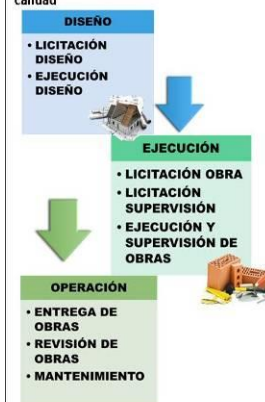 Calidad
DISEÑO
• LICITACIÓN
DISEÑO
• EJECUCIÓN
DISEÑO
EJECUCIÓN
• LICITACIÓN OBRA
• LICITACIÓN
SUPERVISIÓN
• EJECUCIÓN Y
SUPERVISIÓN DE
OBRAS
OPERACIÓN
• ENTREGA DE
OBRAS
• REVISIÓN DE
OBRAS
• MANTENIMIENTO